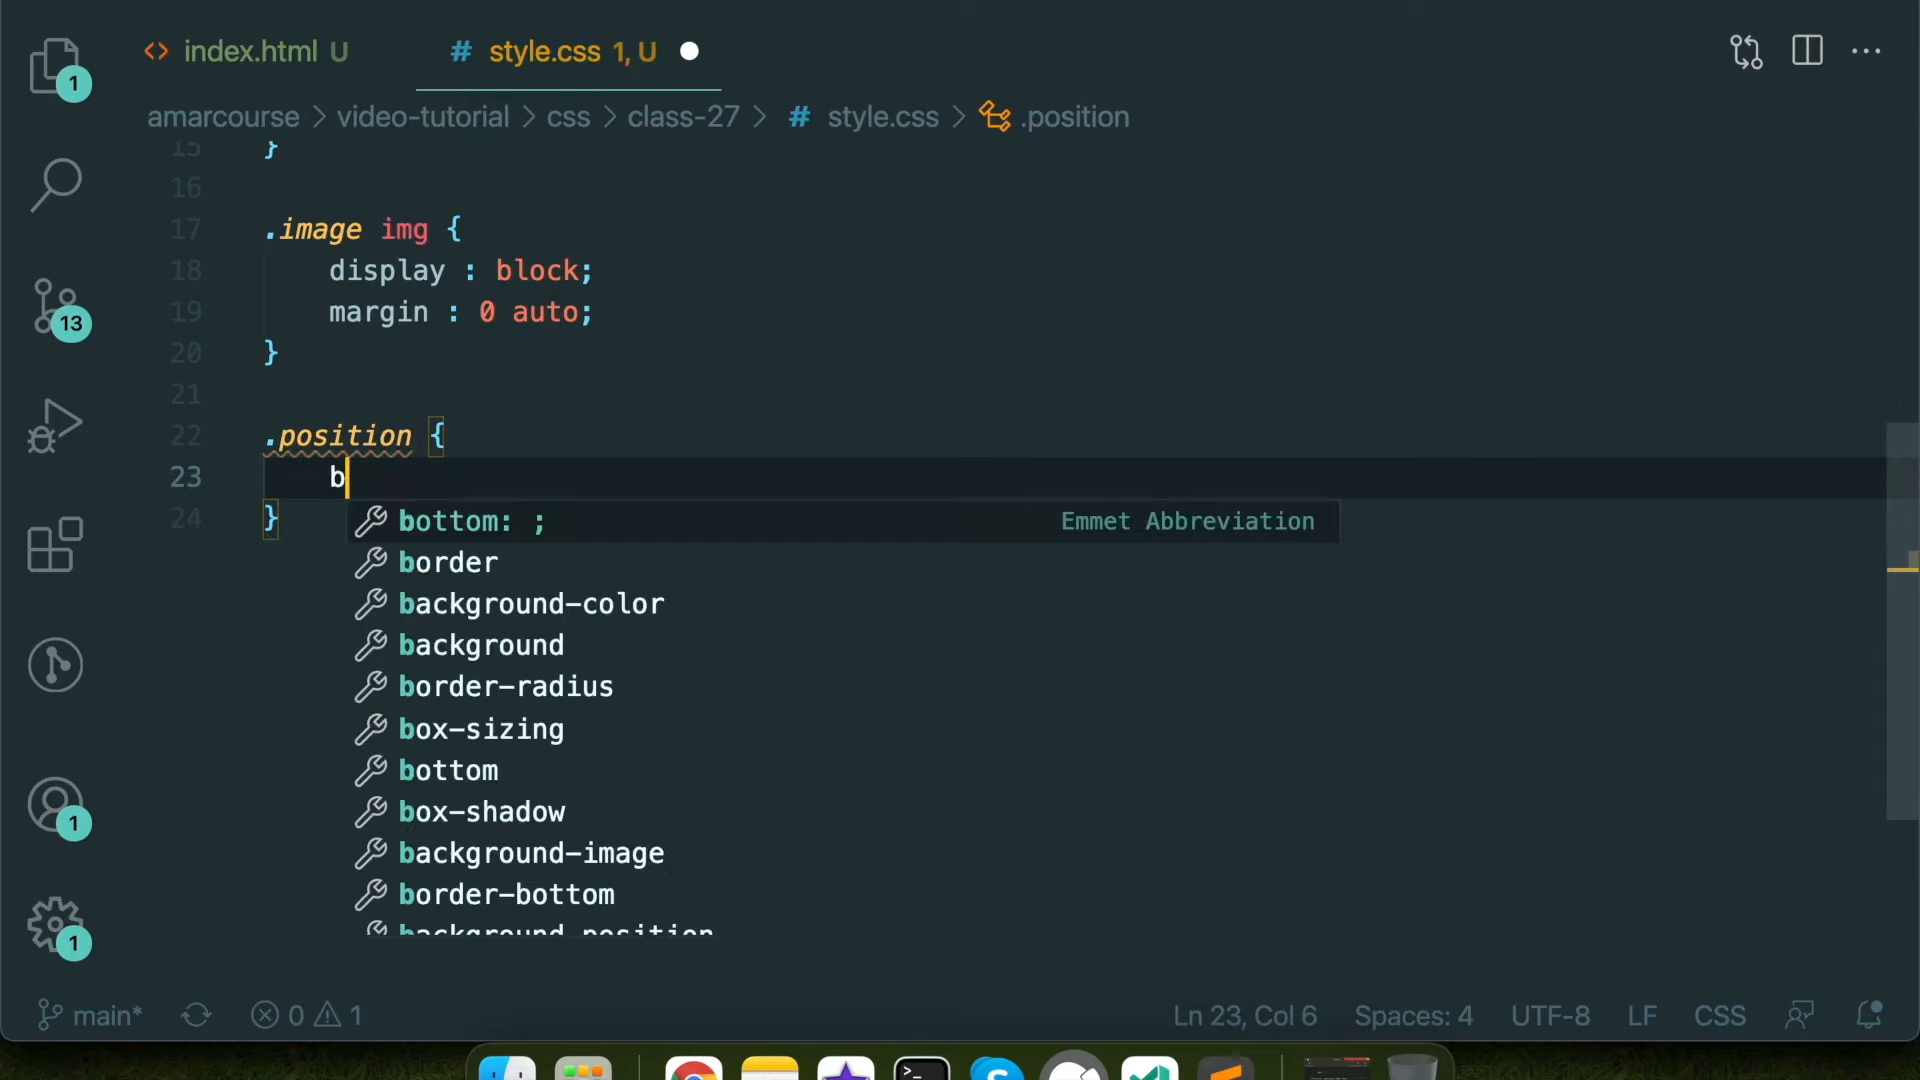 index.html U
style.css 1, U
amarcourse > video-tutorial > css > class-27 > # style.css > .position
15 }
16
17 .image img {
18 display : block;
19 margin : 0 auto;
20 }
21
22 .position {
23 b
24 }
bottom: ; Emmet Abbreviation
border
background-color
background
border-radius
box-sizing
bottom
box-shadow
background-image
border-bottom
background-position
1
13
1
1
main* 0 1 Ln 23, Col 6 Spaces: 4 UTF-8 LF CSS